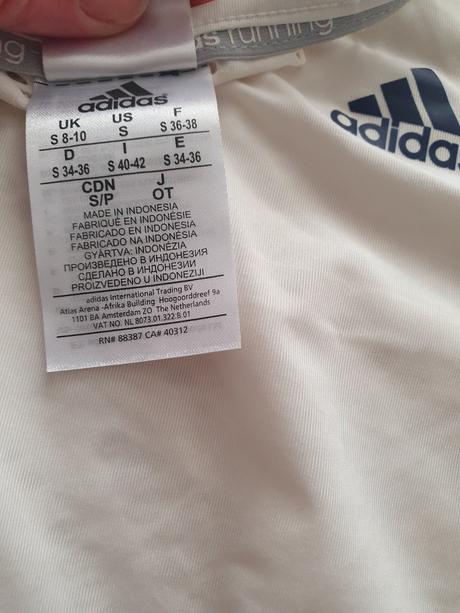 ng
as running
adidas
adidas
UK US F
S 8-10 S S 36-38
D I E
S 34-36 S 40-42 S 34-36
CDN J
S/P OT
MADE IN INDONESIA
FABRIQUÉ EN INDONÉSIE
FABRICADO EN INDONESIA
FABRICADO NA INDONÉSIA
GYÁRTVA: INDONÉZIA
ПРОИЗВЕДЕНО В ИНДОНЕЗИЯ
СДЕЛАНО В ИНДОНЕЗИИ
PROIZVEDENO U INDONEZIJI
adidas International Trading BV
Atlas Arena -Afrika Building Hoogoorddreef 9a
1101 BA Amsterdam ZO The Netherlands
VAT NO. NL 8073.01.322.B.01
RN# 88387 CA# 40312